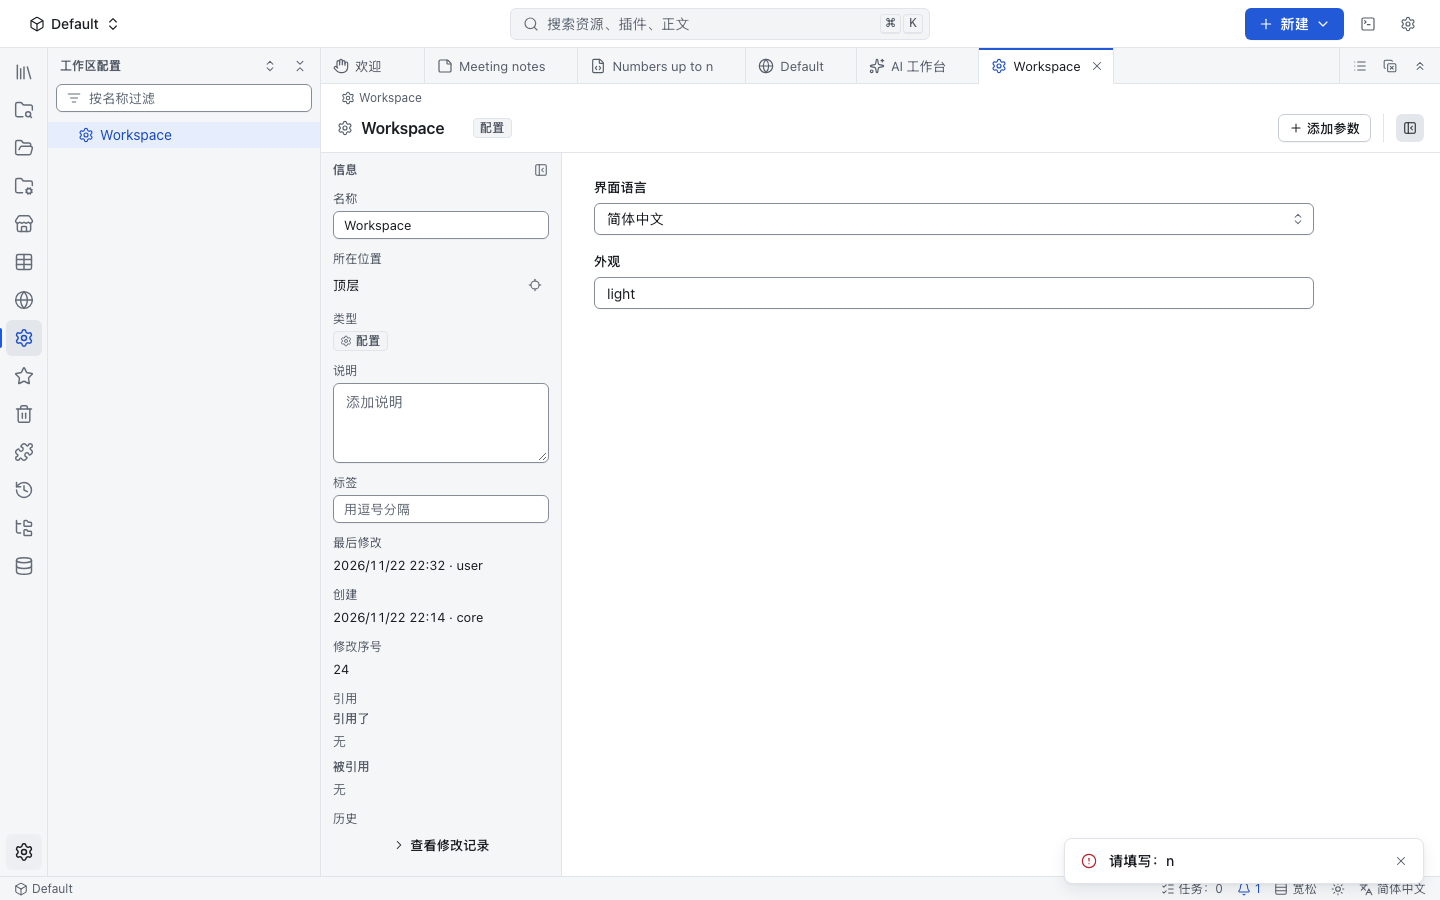 Default
搜索资源、插件、正文
⌘ K
新建
工作区配置
按名称过滤
Workspace
欢迎
Meeting notes
Numbers up to n
Default
AI 工作台
Workspace
Workspace
Workspace
配置
添加参数
信息
名称
Workspace
所在位置
顶层
类型
配置
说明
添加说明
标签
用逗号分隔
最后修改
2026/11/22 22:32 · user
创建
2026/11/22 22:14 · core
修改序号
24
引用
引用了
无
被引用
无
历史
查看修改记录
界面语言
简体中文
外观
light
请填写：n
Default
任务：0
1
宽松
简体中文